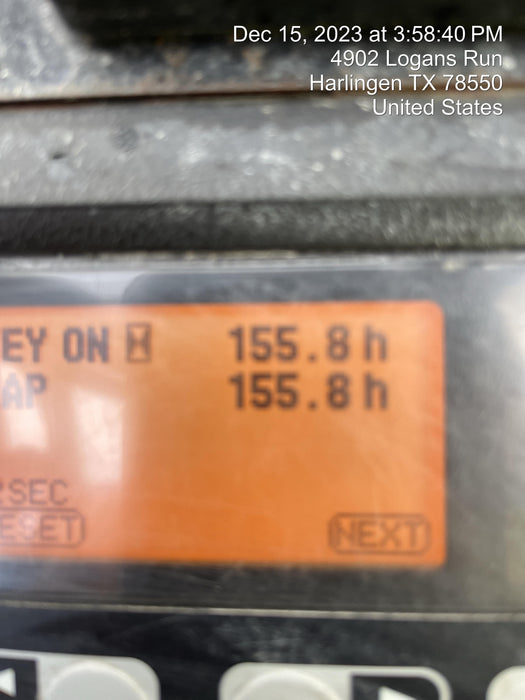 Dec 15, 2023 at 3:58:40 PM
4902 Logans Run
Harlingen TX 78550
United States
EY ON 155.8 h
AP 155.8 h
SEC
ESET NEXT